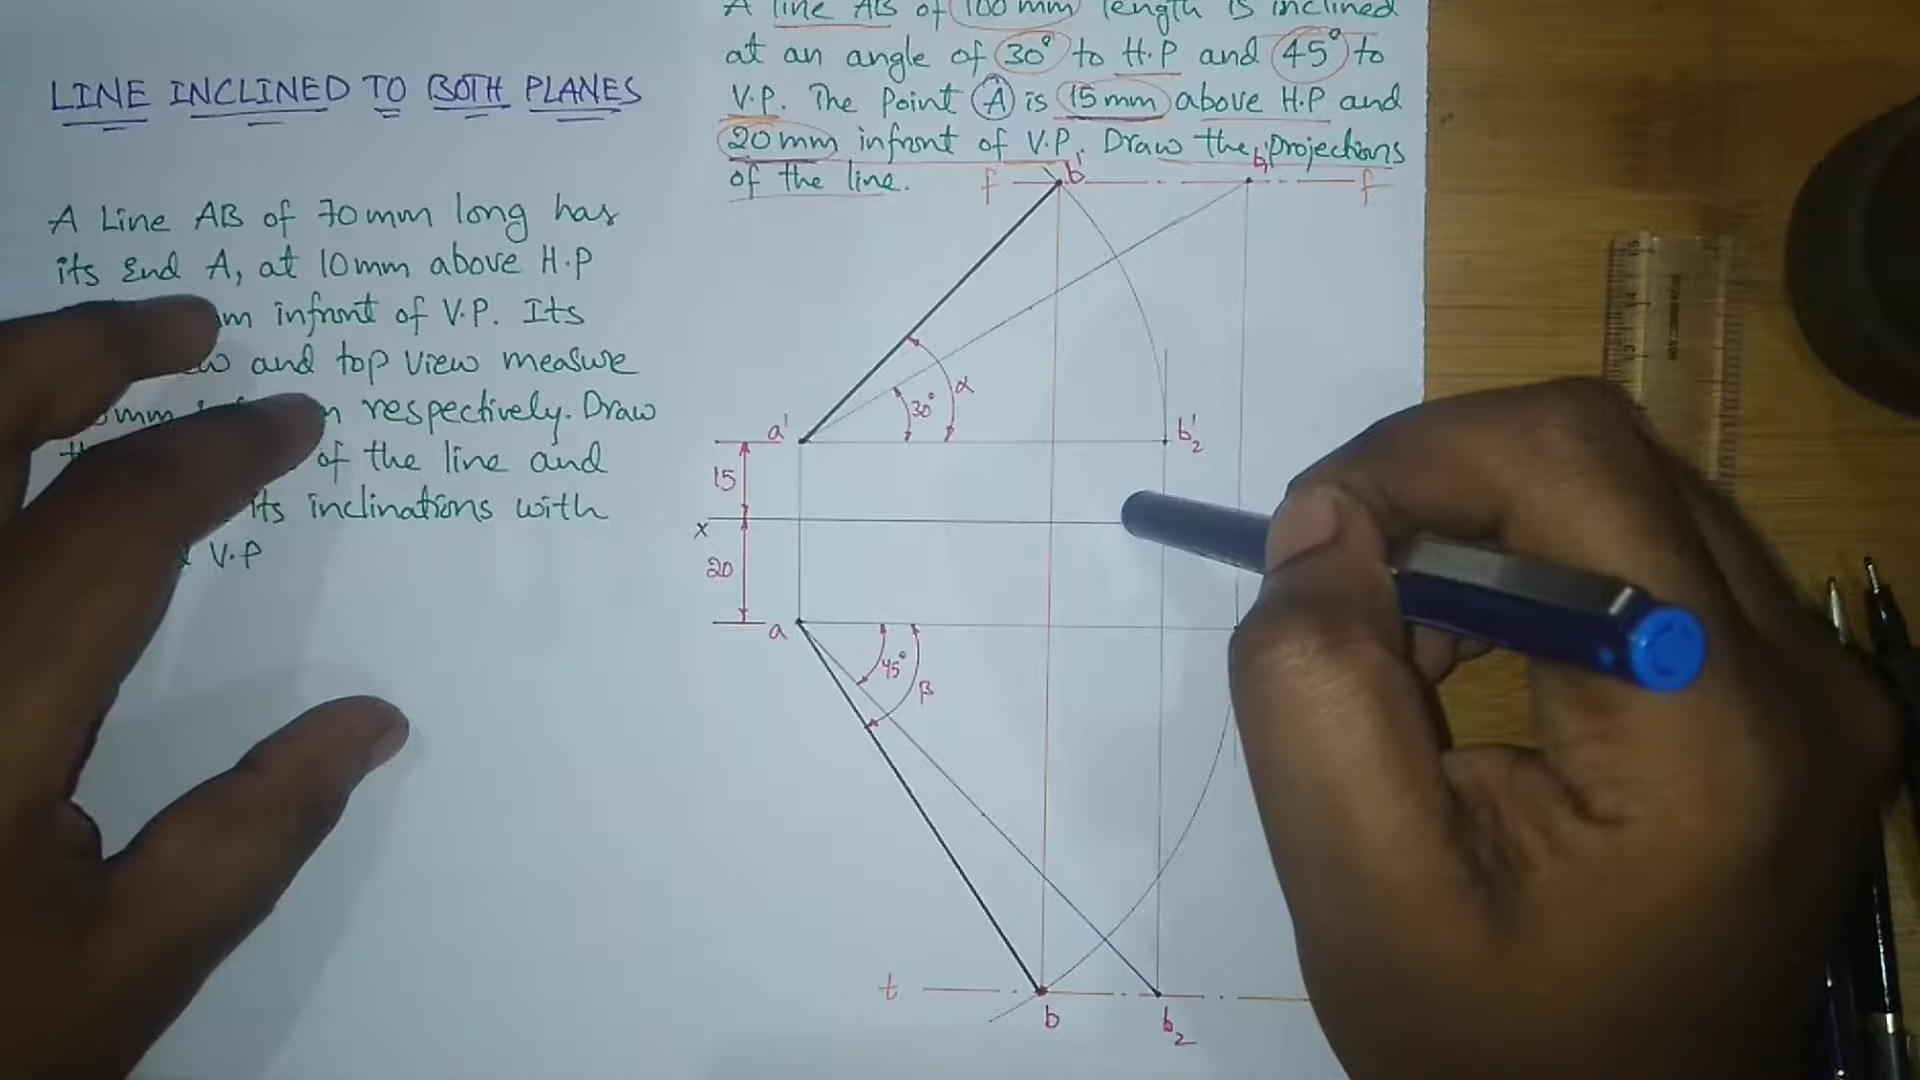 LINE INCLINED TO BOTH PLANES
A Line AB of 70mm long has
its End A, at 10mm above H.P
infront of V.P. Its
and top view measure
mm respectively. Draw
of the line and
its inclinations with
V.P
A line AB of 100mm length is inclined
at an angle of 30° to H.P and 45° to
V.P. The Point A is 15mm above H.P and
20mm infront of V.P. Draw the projections
of the line.
f b' b₁' f
α
30°
a' b₂'
15
x
20
a
45°
β
t
b b₂